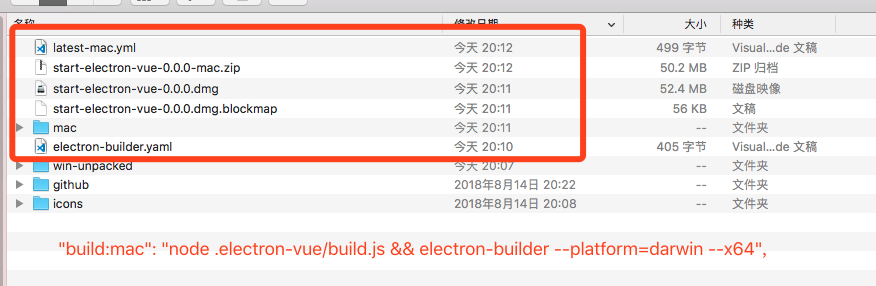 名称 修改日期 大小 种类
latest-mac.yml 今天 20:12 499 字节 Visual...de 文稿
start-electron-vue-0.0.0-mac.zip 今天 20:12 50.2 MB ZIP 归档
start-electron-vue-0.0.0.dmg 今天 20:11 52.4 MB 磁盘映像
start-electron-vue-0.0.0.dmg.blockmap 今天 20:11 56 KB 文稿
mac 今天 20:11 -- 文件夹
electron-builder.yaml 今天 20:10 405 字节 Visual...de 文稿
win-unpacked 今天 20:07 -- 文件夹
github 2018年8月14日 20:22 -- 文件夹
icons 2018年8月14日 20:08 -- 文件夹
"build:mac": "node .electron-vue/build.js && electron-builder --platform=darwin --x64",